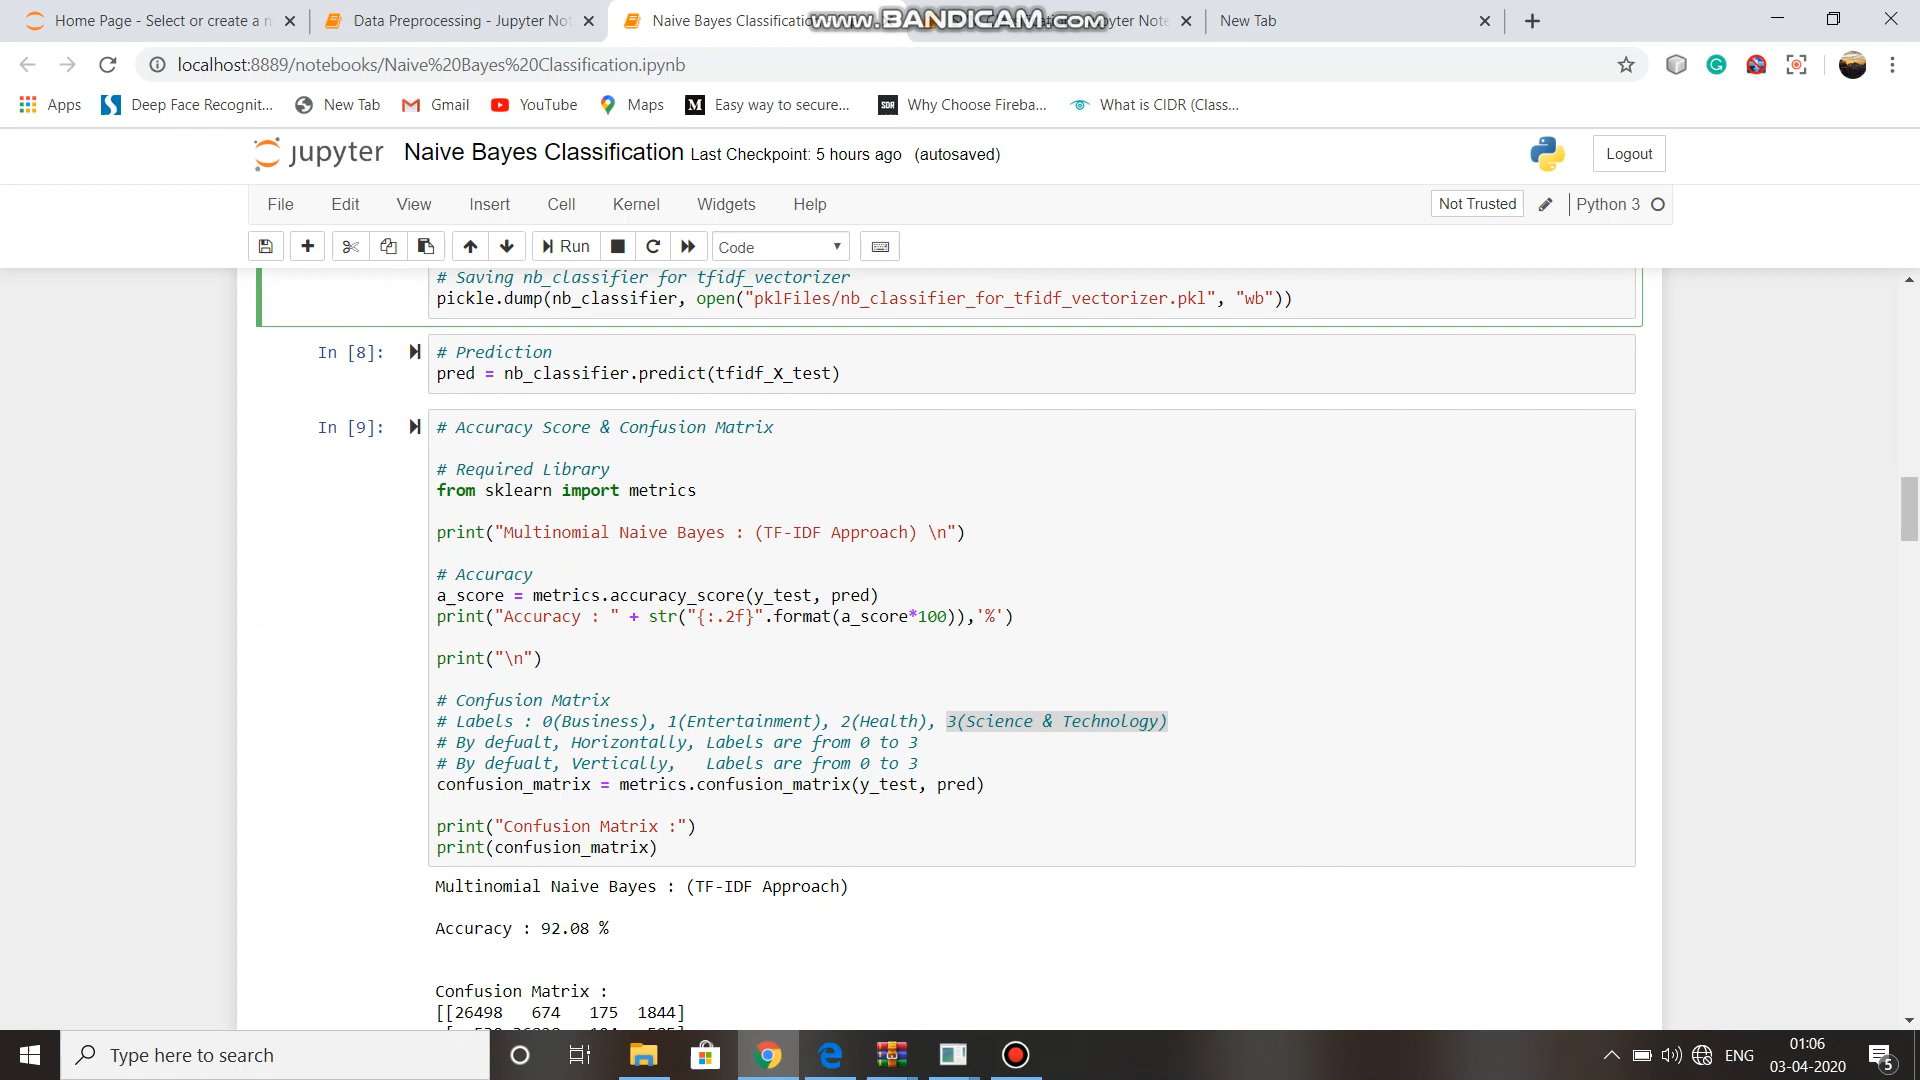 Home Page - Select or create a n
Data Preprocessing - Jupyter Not
Naive Bayes Classification
www.BANDICAM.com
Jupyter Note
New Tab
localhost:8889/notebooks/Naive%20Bayes%20Classification.ipynb
Apps
Deep Face Recognit...
New Tab
Gmail
YouTube
Maps
M
Easy way to secure...
SDR
Why Choose Fireba...
What is CIDR (Class...
jupyter
Naive Bayes Classification Last Checkpoint: 5 hours ago (autosaved)
Logout
File
Edit
View
Insert
Cell
Kernel
Widgets
Help
Not Trusted
Python 3
Run
Code
# Saving nb_classifier for tfidf_vectorizer
pickle.dump(nb_classifier, open("pklFiles/nb_classifier_for_tfidf_vectorizer.pkl", "wb"))
In [8]:
# Prediction
pred = nb_classifier.predict(tfidf_X_test)
In [9]:
# Accuracy Score & Confusion Matrix
# Required Library
from sklearn import metrics
print("Multinomial Naive Bayes : (TF-IDF Approach) \n")
# Accuracy
a_score = metrics.accuracy_score(y_test, pred)
print("Accuracy : " + str("{:.2f}".format(a_score*100)),'%')
print("\n")
# Confusion Matrix
# Labels : 0(Business), 1(Entertainment), 2(Health), 3(Science & Technology)
# By defualt, Horizontally, Labels are from 0 to 3
# By defualt, Vertically,   Labels are from 0 to 3
confusion_matrix = metrics.confusion_matrix(y_test, pred)
print("Confusion Matrix :")
print(confusion_matrix)
Multinomial Naive Bayes : (TF-IDF Approach)
Accuracy : 92.08 %
Confusion Matrix :
[[26498   674   175  1844]
Type here to search
ENG
01:06
03-04-2020
5